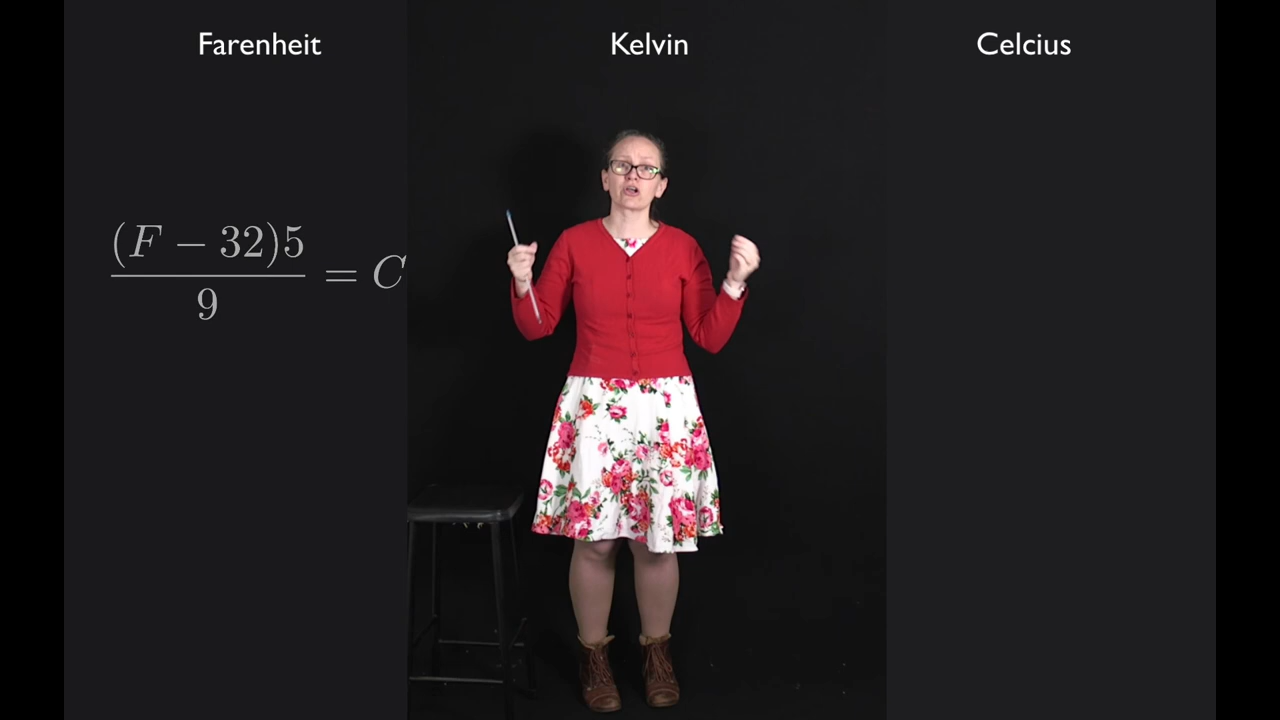 Farenheit Kelvin Celcius
(F − 32)5
9
= C